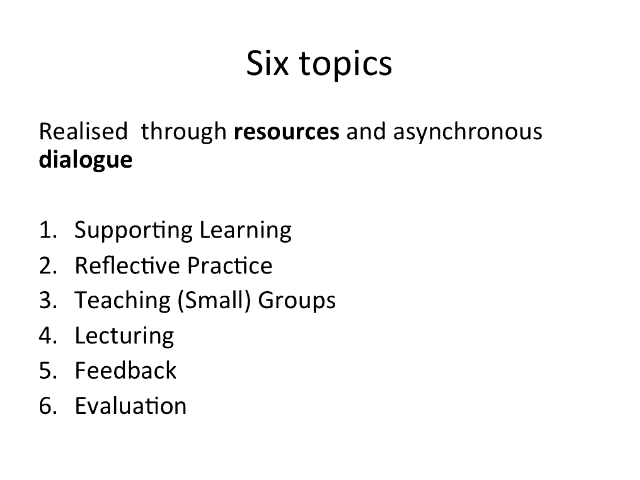 Six topics
Realised  through resources and asynchronous
dialogue
1. Supporting Learning
2. Reflective Practice
3. Teaching (Small) Groups
4. Lecturing
5. Feedback
6. Evaluation